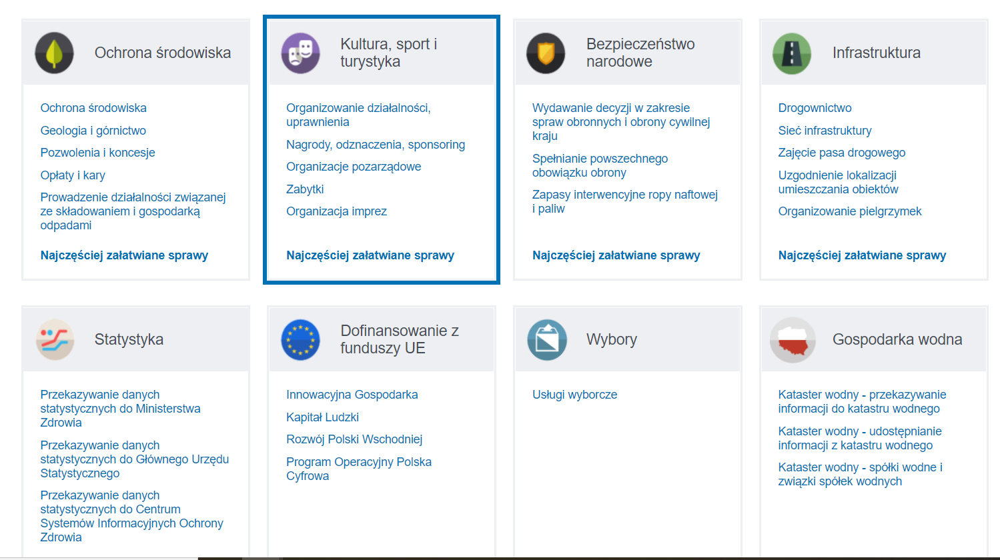 Ochrona środowiska
Ochrona środowiska
Geologia i górnictwo
Pozwolenia i koncesje
Opłaty i kary
Prowadzenie działalności związanej
ze składowaniem i gospodarką
odpadami
Najczęściej załatwiane sprawy
Kultura, sport i
turystyka
Organizowanie działalności,
uprawnienia
Nagrody, odznaczenia, sponsoring
Organizacje pozarządowe
Zabytki
Organizacja imprez
Najczęściej załatwiane sprawy
Bezpieczeństwo
narodowe
Wydawanie decyzji w zakresie
spraw obronnych i obrony cywilnej
kraju
Spełnianie powszechnego
obowiązku obrony
Zapasy interwencyjne ropy naftowej
i paliw
Najczęściej załatwiane sprawy
Infrastruktura
Drogownictwo
Sieć infrastruktury
Zajęcie pasa drogowego
Uzgodnienie lokalizacji
umieszczania obiektów
Organizowanie pielgrzymek
Najczęściej załatwiane sprawy
Statystyka
Przekazywanie danych
statystycznych do Ministerstwa
Zdrowia
Przekazywanie danych
statystycznych do Głównego Urzędu
Statystycznego
Przekazywanie danych
statystycznych do Centrum
Systemów Informacyjnych Ochrony
Zdrowia
Dofinansowanie z
funduszy UE
Innowacyjna Gospodarka
Kapitał Ludzki
Rozwój Polski Wschodniej
Program Operacyjny Polska
Cyfrowa
Wybory
Usługi wyborcze
Gospodarka wodna
Kataster wodny - przekazywanie
informacji do katastru wodnego
Kataster wodny - udostępnianie
informacji z katastru wodnego
Kataster wodny - spółki wodne i
związki spółek wodnych